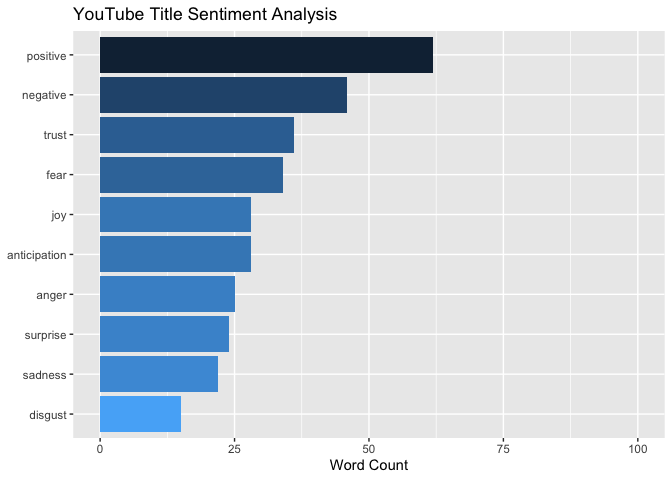 YouTube Title Sentiment Analysis
positive
negative
trust
fear
joy
anticipation
anger
surprise
sadness
disgust
0 25 50 75 100
Word Count